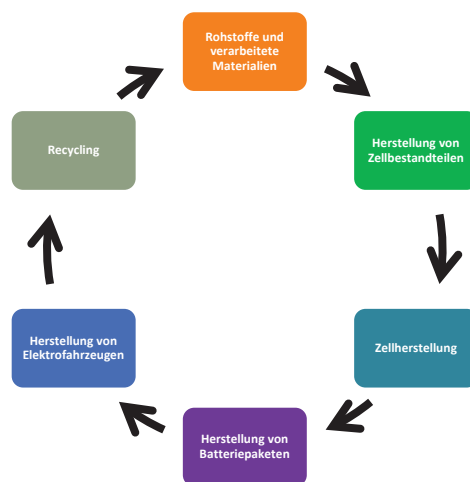 Rohstoffe und
verarbeitete
Materialien
Herstellung von
Zellbestandteilen
Zellherstellung
Herstellung von
Batteriepaketen
Herstellung von
Elektrofahrzeugen
Recycling